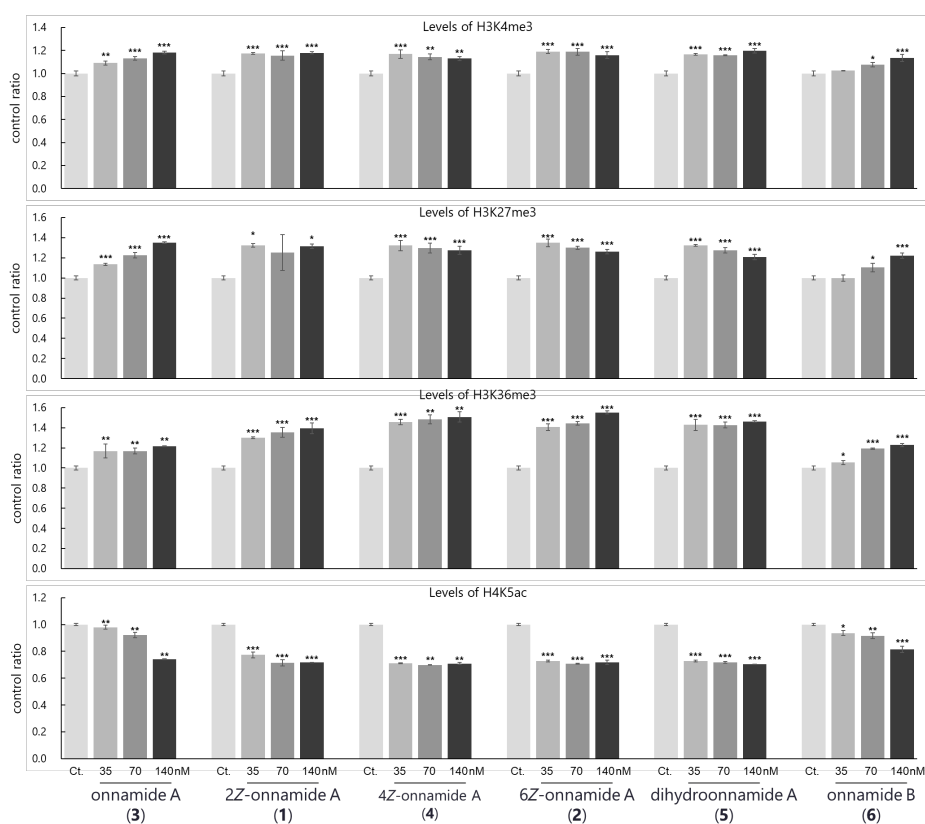 Levels of H3K4me3
control ratio
1.4
1.2
1.0
0.8
0.6
0.4
0.2
0.0
** *** *** *** *** *** *** ** ** *** *** *** *** *** *** * ***
Levels of H3K27me3
control ratio
1.6
1.4
1.2
1.0
0.8
0.6
0.4
0.2
0.0
*** *** *** * * *** *** *** *** *** *** *** *** *** * ***
Levels of H3K36me3
control ratio
1.6
1.4
1.2
1.0
0.8
0.6
0.4
0.2
0.0
** ** ** *** *** *** *** ** ** *** *** *** *** *** *** * *** ***
Levels of H4K5ac
control ratio
1.2
1.0
0.8
0.6
0.4
0.2
0.0
** ** ** *** *** *** *** ** ** *** *** *** *** *** *** * ** ***
Ct. 35 70 140nM Ct. 35 70 140nM Ct. 35 70 140nM Ct. 35 70 140nM Ct. 35 70 140nM Ct. 35 70 140nM
onnamide A 2Z-onnamide A 4Z-onnamide A 6Z-onnamide A dihydroonnamide A onnamide B
(3) (1) (4) (2) (5) (6)